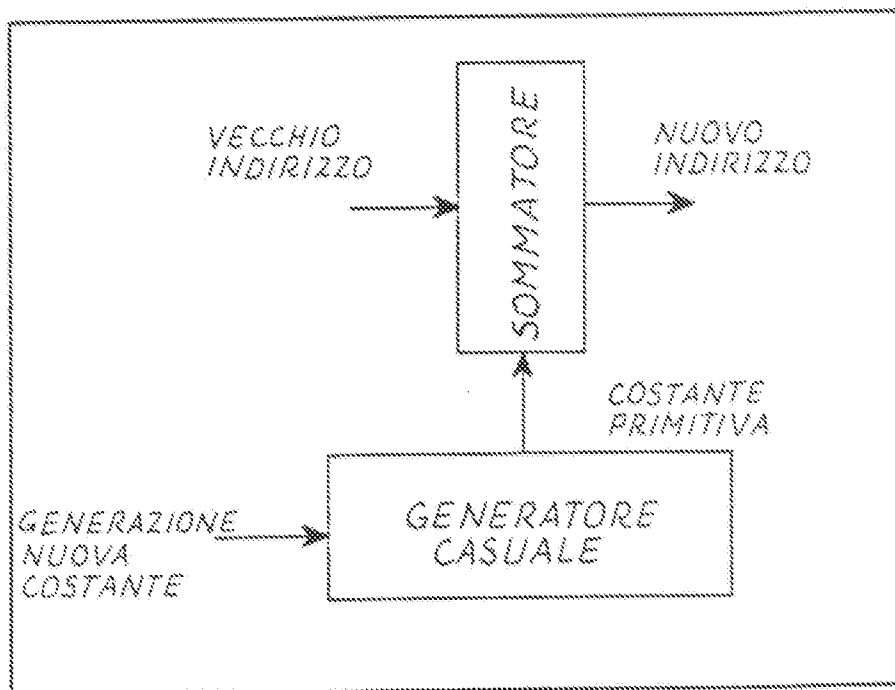 VECCHIO
INDIRIZZO
SOMMATORE
NUOVO
INDIRIZZO
COSTANTE
PRIMITIVA
GENERAZIONE
NUOVA
COSTANTE
GENERATORE
CASUALE